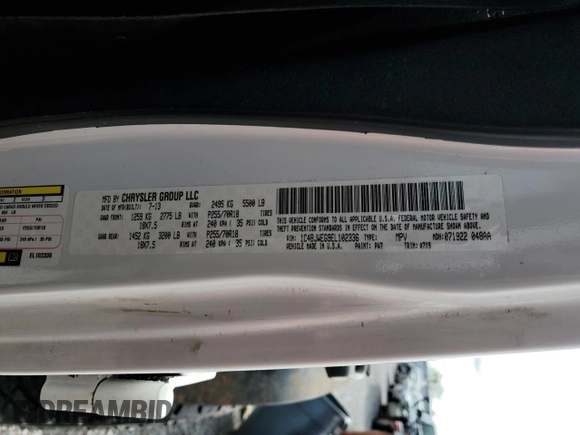 MFD BY CHRYSLER GROUP LLC
DATE OF MFR(BUILT): 7-13 GVWR: 2495 KG 5500 LB
GAWR FRONT: 1259 KG 2775 LB P255/70R18 TIRES
18X7.5 RIMS AT 240 KPA/ 35 PSI COLD
GAWR REAR: 1452 KG 3200 LB P255/70R18 TIRES
18X7.5 RIMS AT 240 KPA/ 35 PSI COLD
THIS VEHICLE CONFORMS TO ALL APPLICABLE U.S.A. FEDERAL MOTOR VEHICLE SAFETY, BUMPER AND
THEFT PREVENTION STANDARDS IN EFFECT ON THE DATE OF MANUFACTURE SHOWN ABOVE.
VIN: 1C4BJWEG9EL102336 TYPE: MPV MDH: 071922 048AA
VEHICLE MADE IN U.S.A. PAINT: PW7 TRIM:
EL102336
DREAMBID